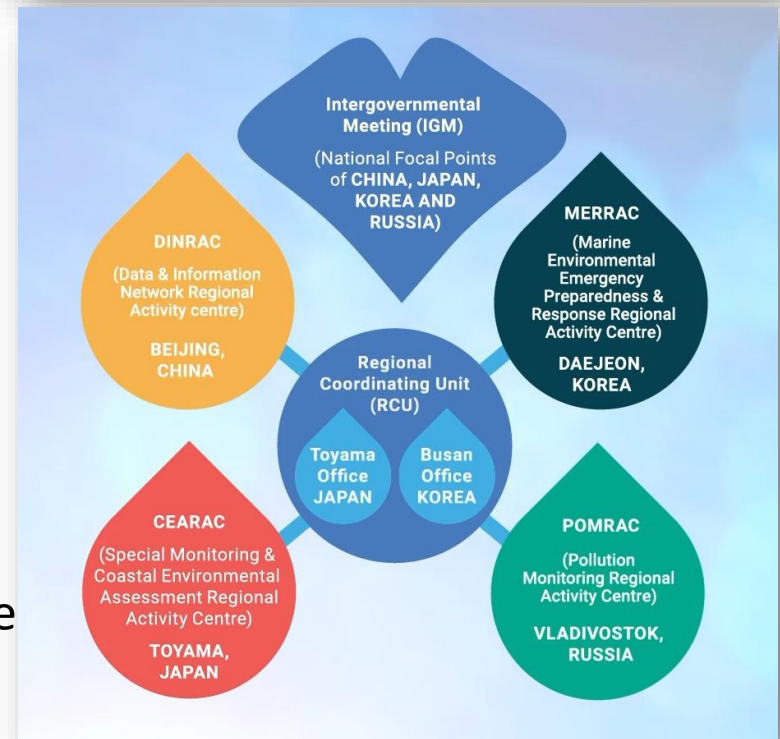 Intergovernmental
Meeting (IGM)
(National Focal Points
of CHINA, JAPAN,
KOREA AND
RUSSIA)
DINRAC
(Data & Information
Network Regional
Activity centre)
BEIJING,
CHINA
MERRAC
(Marine
Environmental
Emergency
Preparedness &
Response Regional
Activity Centre)
DAEJEON,
KOREA
Regional
Coordinating Unit
(RCU)
Toyama
Office
JAPAN
Busan
Office
KOREA
CEARAC
(Special Monitoring &
Coastal Environmental
Assessment Regional
Activity Centre)
TOYAMA,
JAPAN
POMRAC
(Pollution
Monitoring Regional
Activity Centre)
VLADIVOSTOK,
RUSSIA